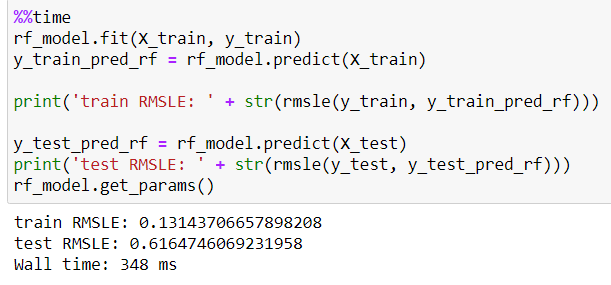 %%time
rf_model.fit(X_train, y_train)
y_train_pred_rf = rf_model.predict(X_train)
print('train RMSLE: ' + str(rmsle(y_train, y_train_pred_rf)))
y_test_pred_rf = rf_model.predict(X_test)
print('test RMSLE: ' + str(rmsle(y_test, y_test_pred_rf)))
rf_model.get_params()
train RMSLE: 0.13143706657898208
test RMSLE: 0.6164746069231958
Wall time: 348 ms